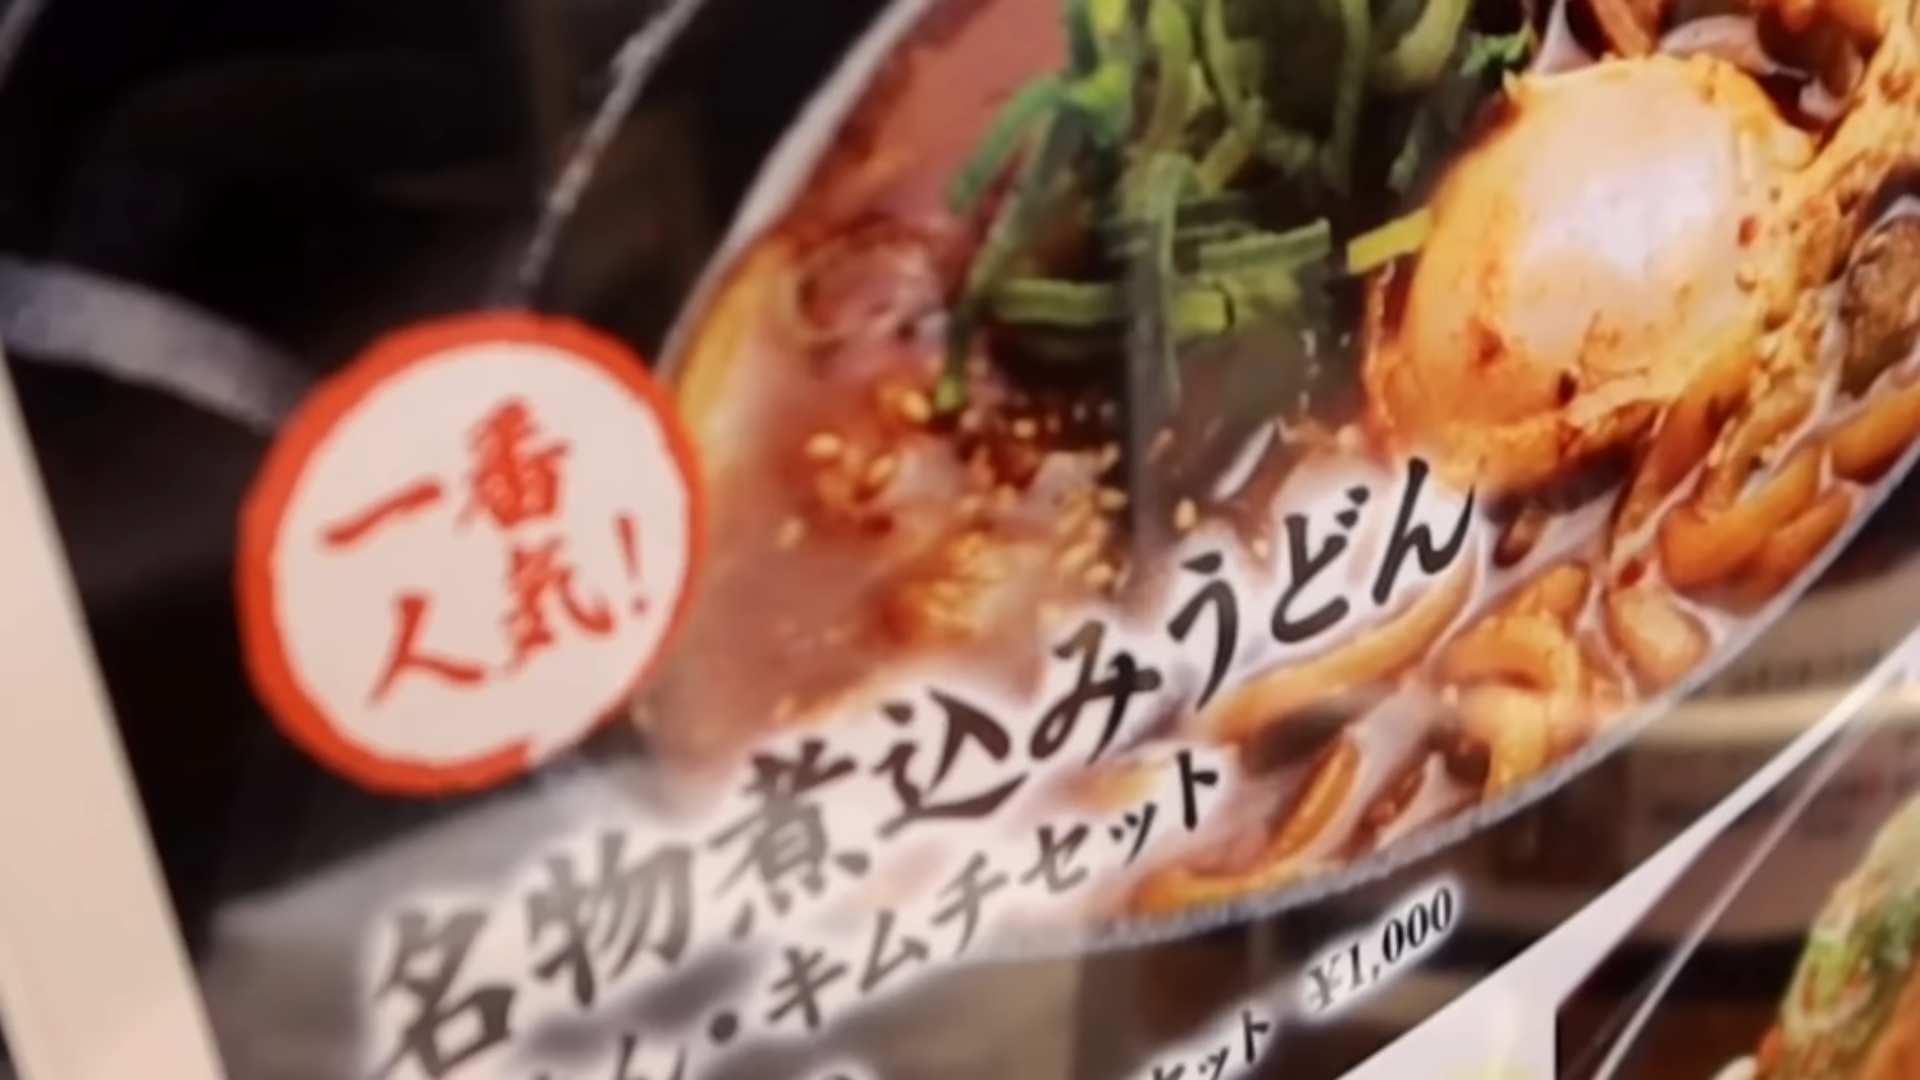 一番
人気!
名物煮込みうどん
ん・キムチセット
セット ¥1,000